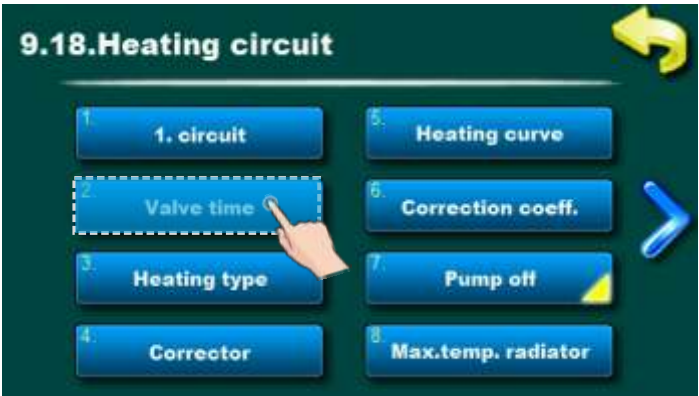 9.18.Heating circuit
1. 1. circuit
2. Valve time
3. Heating type
4. Corrector
5. Heating curve
6. Correction coeff.
7. Pump off
8. Max.temp. radiator